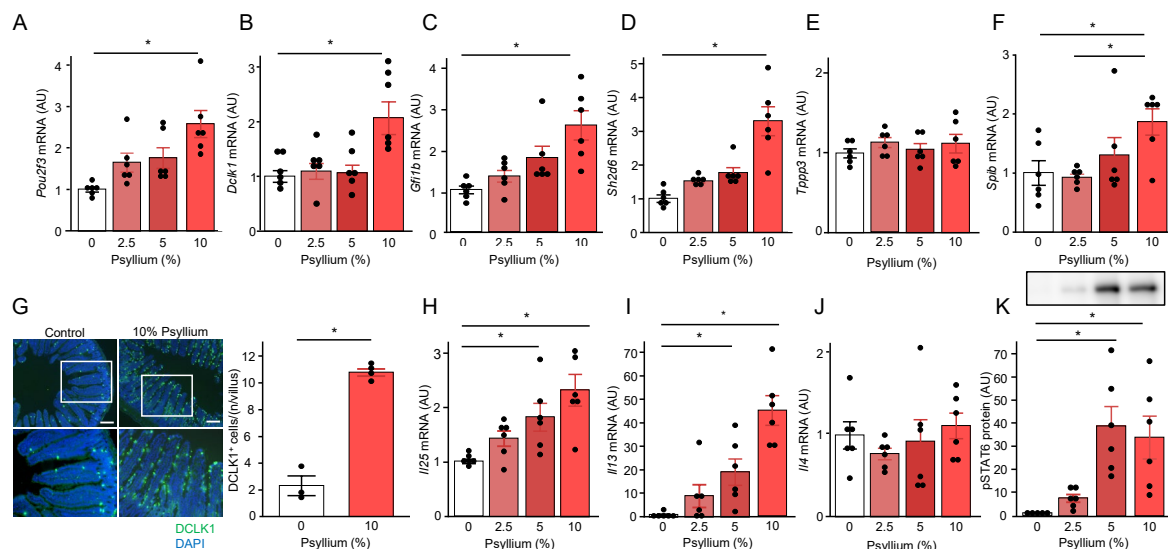 A
Pou2f3 mRNA (AU)
4
3
2
1
0
*
0 2.5 5 10
Psyllium (%)
B
Dclk1 mRNA (AU)
3
2
1
0
*
0 2.5 5 10
Psyllium (%)
C
Gfi1b mRNA (AU)
4
3
2
1
0
*
0 2.5 5 10
Psyllium (%)
D
Sh2d6 mRNA (AU)
5
4
3
2
1
0
*
0 2.5 5 10
Psyllium (%)
E
Tppp3 mRNA (AU)
2
1
0
0 2.5 5 10
Psyllium (%)
F
Spib mRNA (AU)
3
2
1
0
*
*
0 2.5 5 10
Psyllium (%)
G
Control 10% Psyllium
DCLK1
DAPI
DCLK1+ cells/(n/villus)
12
10
8
6
4
2
0
*
0 10
Psyllium (%)
H
Il25 mRNA (AU)
3
2
1
0
*
*
0 2.5 5 10
Psyllium (%)
I
Il13 mRNA (AU)
70
60
50
40
30
20
10
0
*
*
0 2.5 5 10
Psyllium (%)
J
Il4 mRNA (AU)
2
1
0
0 2.5 5 10
Psyllium (%)
K
pSTAT6 protein (AU)
70
60
50
40
30
20
10
0
*
*
0 2.5 5 10
Psyllium (%)